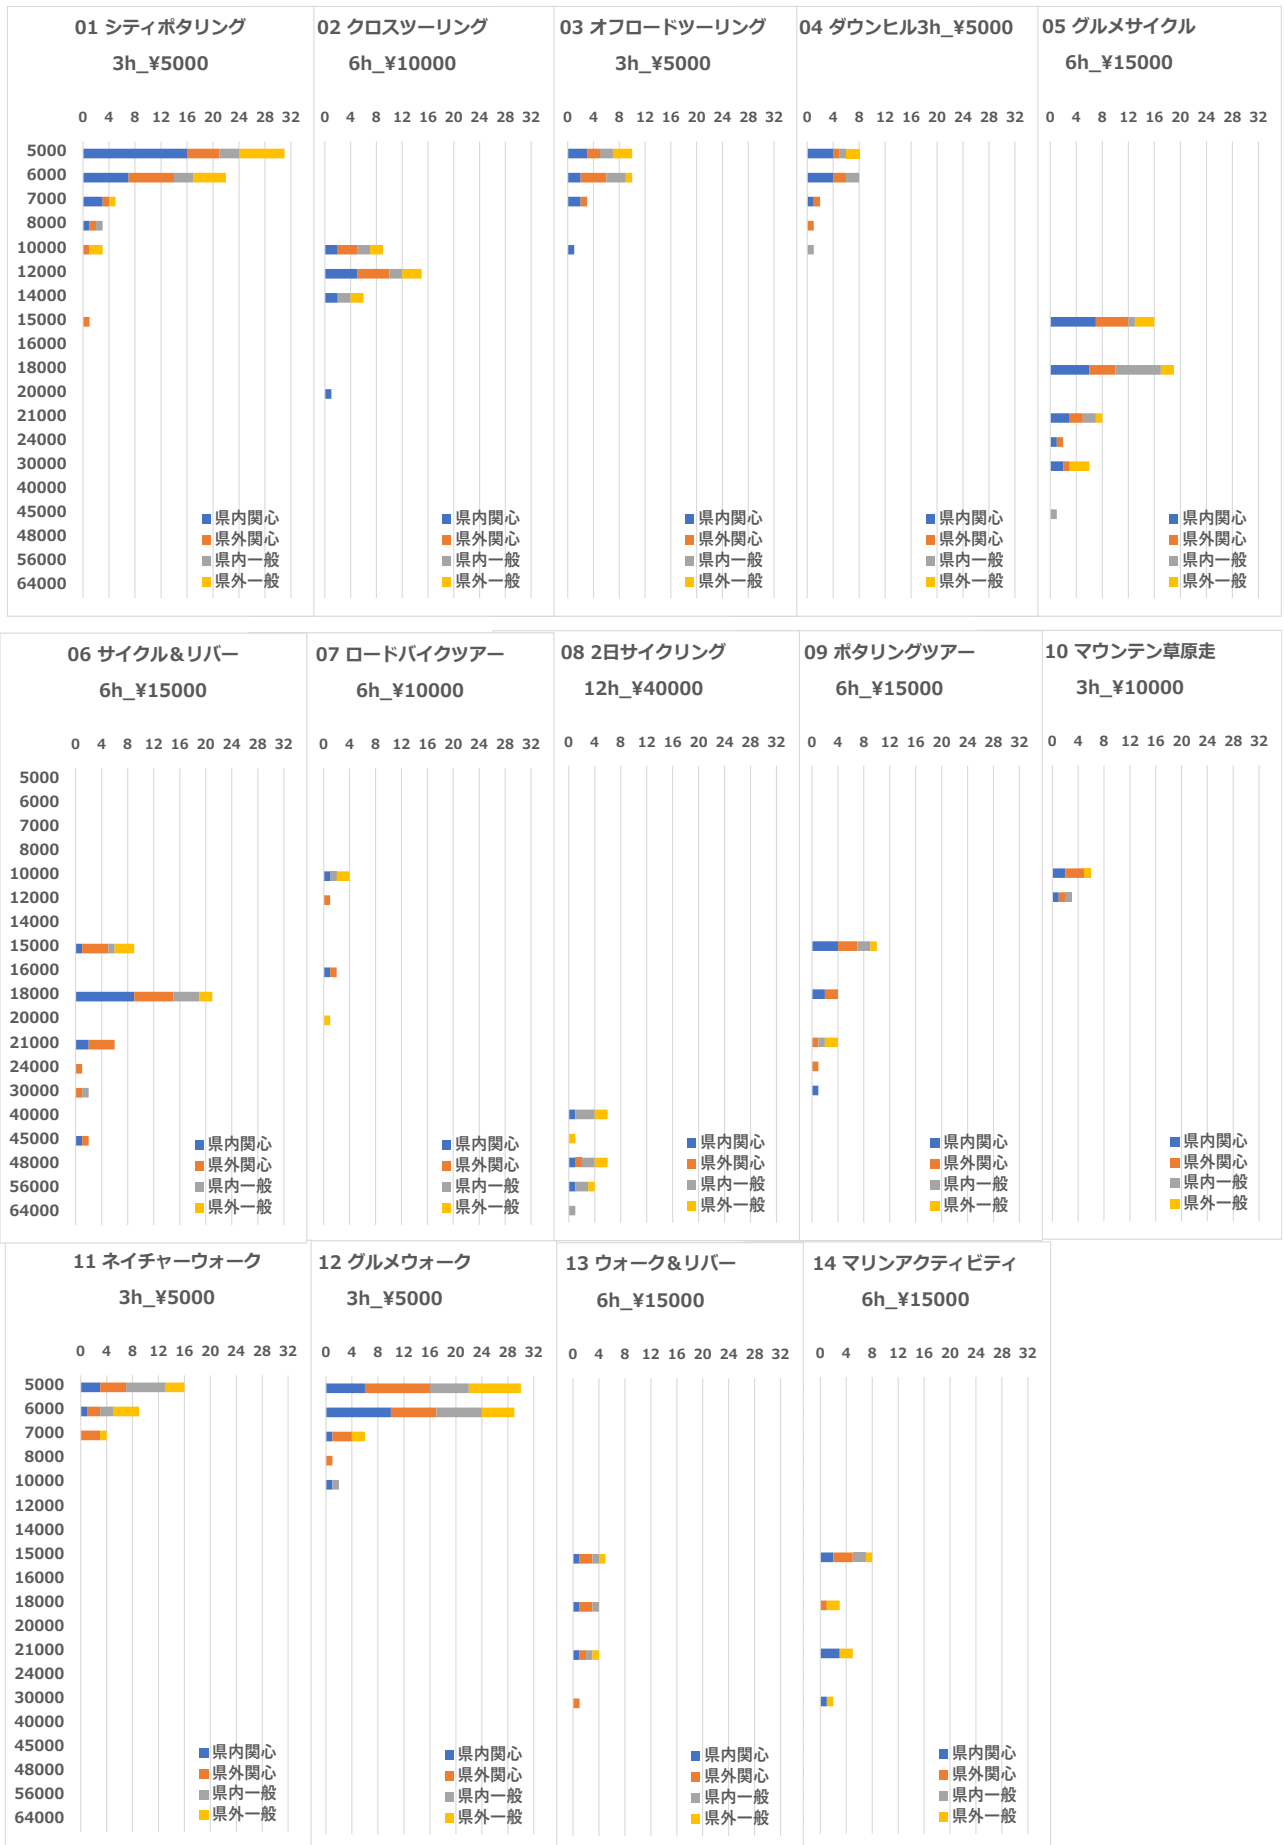 01 シティポタリング
3h_¥5000
02 クロスツーリング
6h_¥10000
03 オフロードツーリング
3h_¥5000
04 ダウンヒル3h_¥5000
05 グルメサイクル
6h_¥15000
0 4 8 12 16 20 24 28 32
0 4 8 12 16 20 24 28 32
0 4 8 12 16 20 24 28 32
0 4 8 12 16 20 24 28 32
0 4 8 12 16 20 24 28 32
5000
6000
7000
8000
10000
12000
14000
15000
16000
18000
20000
21000
24000
30000
40000
45000
48000
56000
64000
県内関心
県外関心
県内一般
県外一般
県内関心
県外関心
県内一般
県外一般
県内関心
県外関心
県内一般
県外一般
県内関心
県外関心
県内一般
県外一般
県内関心
県外関心
県内一般
県外一般
06 サイクル＆リバー
6h_¥15000
07 ロードバイクツアー
6h_¥10000
08 2日サイクリング
12h_¥40000
09 ポタリングツアー
6h_¥15000
10 マウンテン草原走
3h_¥10000
0 4 8 12 16 20 24 28 32
0 4 8 12 16 20 24 28 32
0 4 8 12 16 20 24 28 32
0 4 8 12 16 20 24 28 32
0 4 8 12 16 20 24 28 32
5000
6000
7000
8000
10000
12000
14000
15000
16000
18000
20000
21000
24000
30000
40000
45000
48000
56000
64000
県内関心
県外関心
県内一般
県外一般
県内関心
県外関心
県内一般
県外一般
県内関心
県外関心
県内一般
県外一般
県内関心
県外関心
県内一般
県外一般
県内関心
県外関心
県内一般
県外一般
11 ネイチャーウォーク
3h_¥5000
12 グルメウォーク
3h_¥5000
13 ウォーク＆リバー
6h_¥15000
14 マリンアクティビティ
6h_¥15000
0 4 8 12 16 20 24 28 32
0 4 8 12 16 20 24 28 32
0 4 8 12 16 20 24 28 32
0 4 8 12 16 20 24 28 32
5000
6000
7000
8000
10000
12000
14000
15000
16000
18000
20000
21000
24000
30000
40000
45000
48000
56000
64000
県内関心
県外関心
県内一般
県外一般
県内関心
県外関心
県内一般
県外一般
県内関心
県外関心
県内一般
県外一般
県内関心
県外関心
県内一般
県外一般